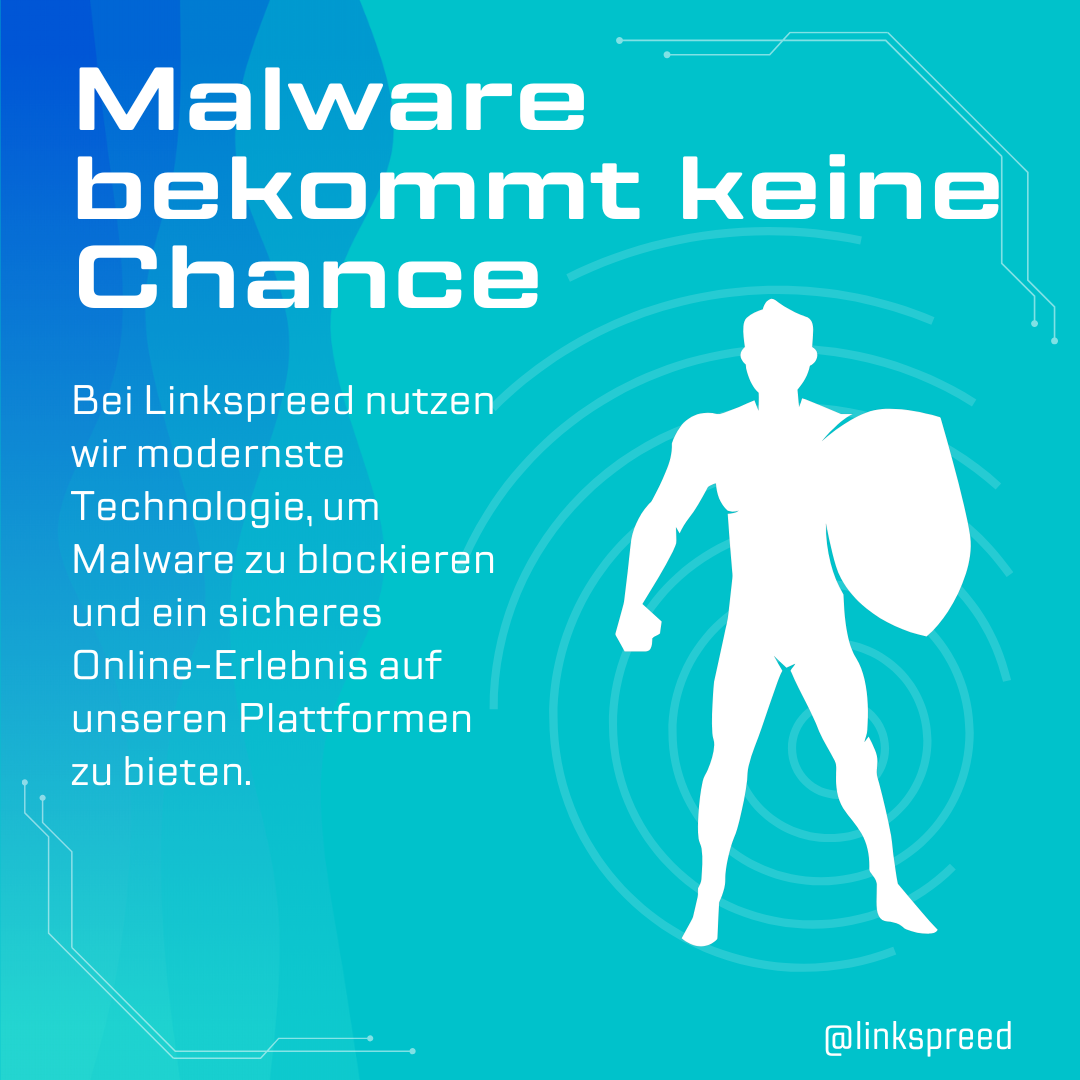 Malware
bekommt keine
Chance
Bei Linkspreed nutzen
wir modernste
Technologie, um
Malware zu blockieren
und ein sicheres
Online-Erlebnis auf
unseren Plattformen
zu bieten.
@linkspreed